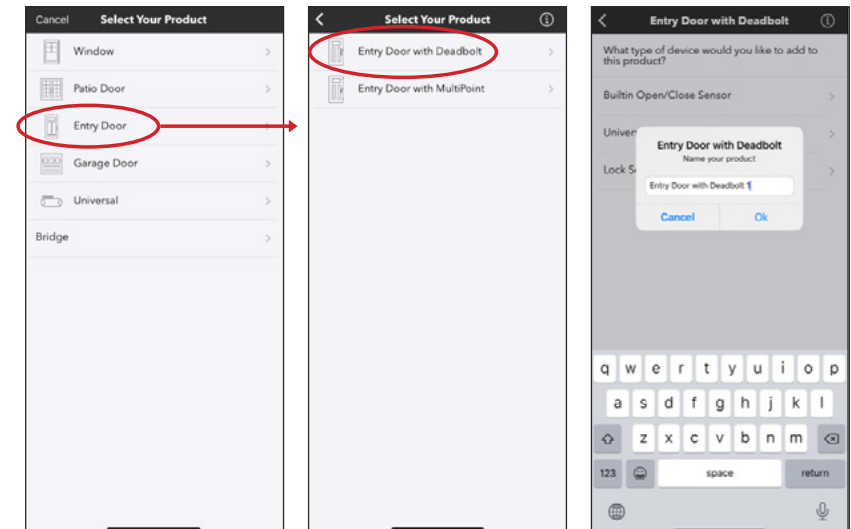 Cancel Select Your Product
Window
Patio Door
Entry Door
Garage Door
Universal
Bridge
Select Your Product
Entry Door with Deadbolt
Entry Door with MultiPoint
Entry Door with Deadbolt
What type of device would you like to add to
this product?
Builtin Open/Close Sensor
Univer
Lock S
Entry Door with Deadbolt
Name your product
Entry Door with Deadbolt 1
Cancel Ok
q w e r t y u i o p
a s d f g h j k l
z x c v b n m
123 space return